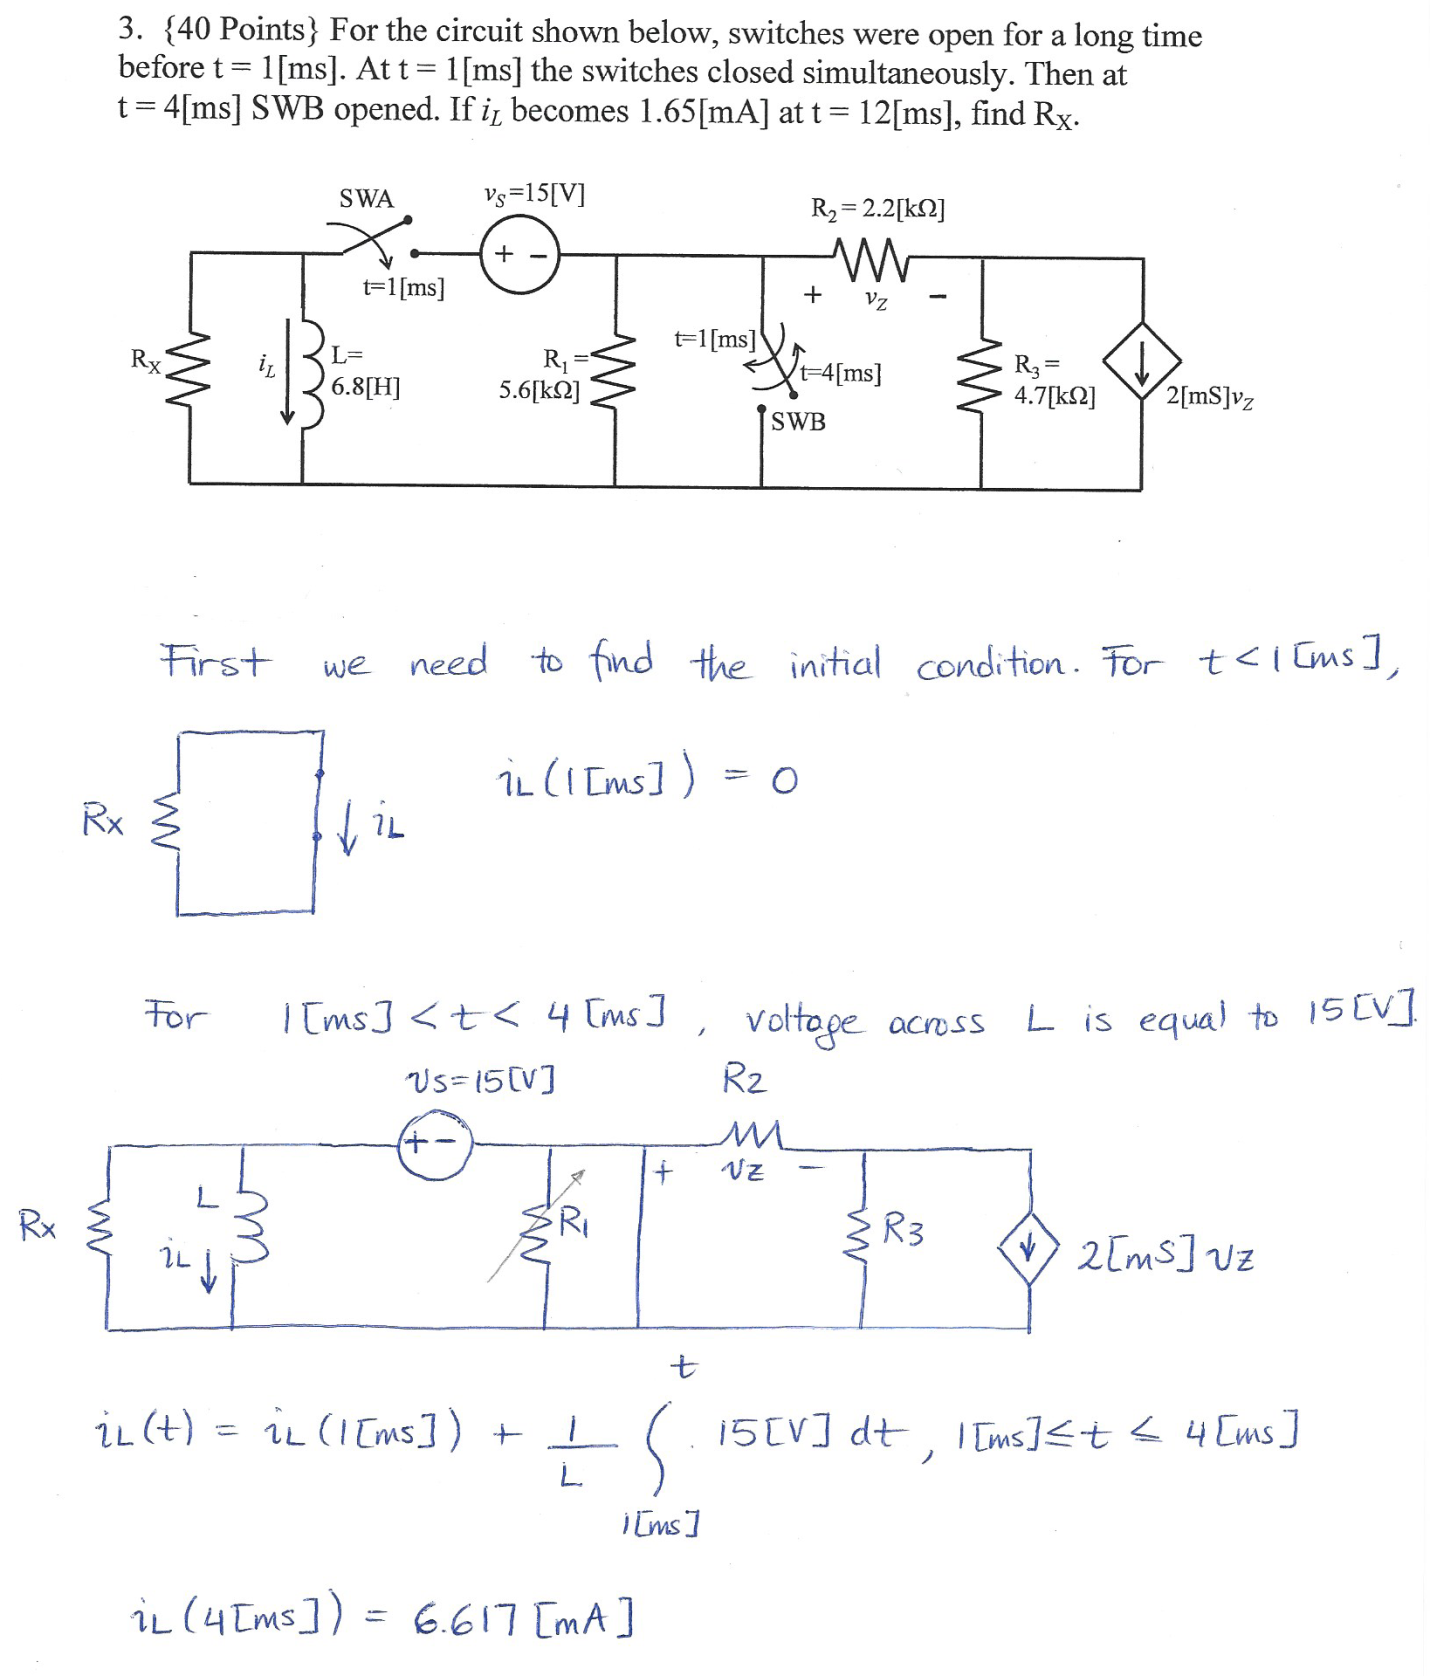 3. {40 Points} For the circuit shown below, switches were open for a long time
before t = 1[ms]. At t = 1[ms] the switches closed simultaneously. Then at
t = 4[ms] SWB opened. If iL becomes 1.65[mA] at t = 12[ms], find RX.
SWA
vS=15[V]
R2 = 2.2[kΩ]
+ -
t=1[ms]
+ vZ -
RX
iL
L=
6.8[H]
R1 =
5.6[kΩ]
t=1[ms]
t=4[ms]
SWB
R3 =
4.7[kΩ]
2[mS]vZ
First we need to find the initial condition. For t<1[ms],
RX
iL
iL(1[ms]) = 0
For 1[ms]<t< 4[ms], voltage across L is equal to 15[V].
vS=15[V]
R2
+ -
+ vZ -
RX
L
iL
R1
R3
2[mS]vZ
t
iL(t) = iL(1[ms]) + 1/L ∫ 15[V] dt, 1[ms]≤t≤ 4[ms]
1[ms]
iL(4[ms]) = 6.617[mA]